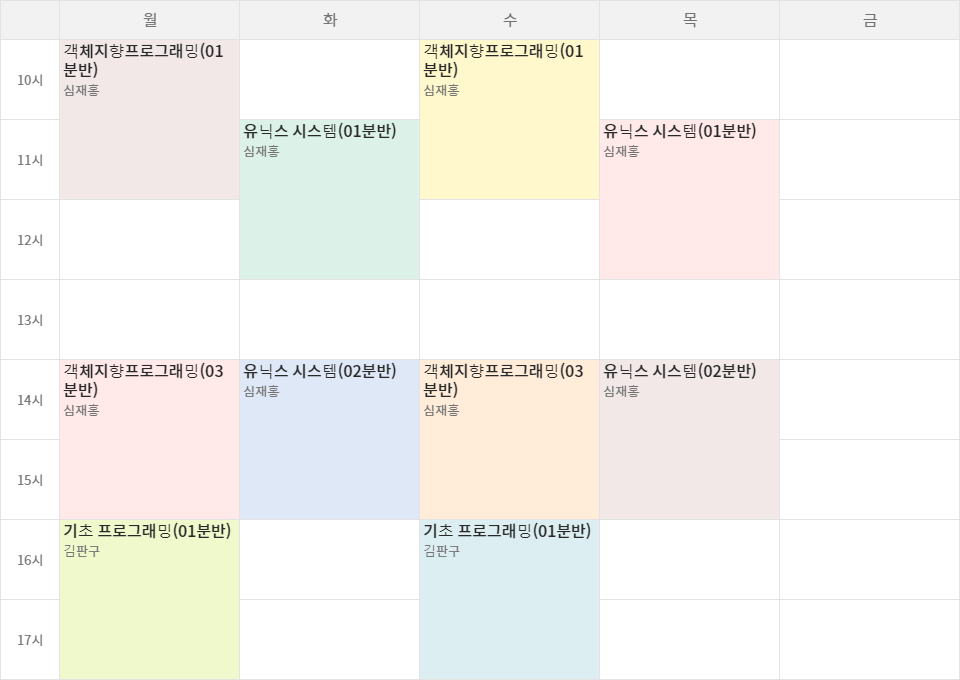 월 화 수 목 금
10시
객체지향프로그래밍(01
분반)
심재홍
객체지향프로그래밍(01
분반)
심재홍
11시
유닉스 시스템(01분반)
심재홍
유닉스 시스템(01분반)
심재홍
12시
13시
14시
객체지향프로그래밍(03
분반)
심재홍
유닉스 시스템(02분반)
심재홍
객체지향프로그래밍(03
분반)
심재홍
유닉스 시스템(02분반)
심재홍
15시
16시
기초 프로그래밍(01분반)
김판구
기초 프로그래밍(01분반)
김판구
17시